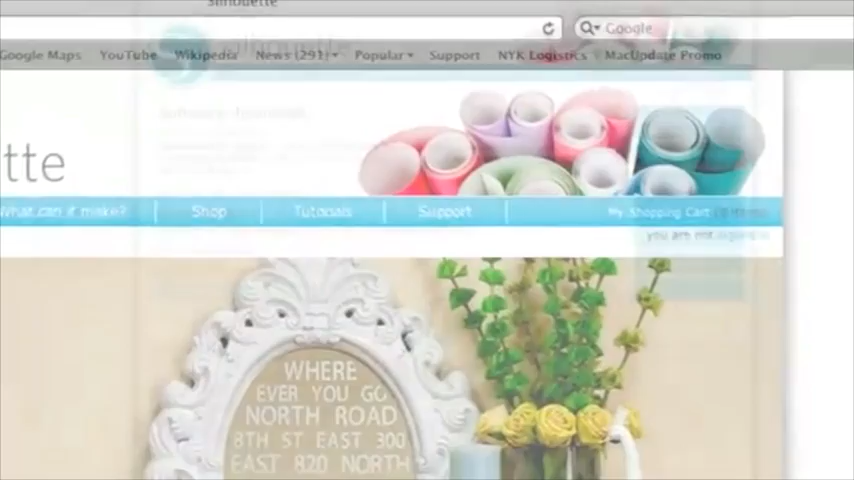 Silhouette
Google
Google Maps YouTube Wikipedia News (291) Popular Support NYK Logistics MacUpdate Promo
silhouette
tte
What can it make? Shop Tutorials Support My Shopping Cart
you are not
WHERE
EVER YOU GO
NORTH ROAD
8TH ST EAST 300
EAST 820 NORTH